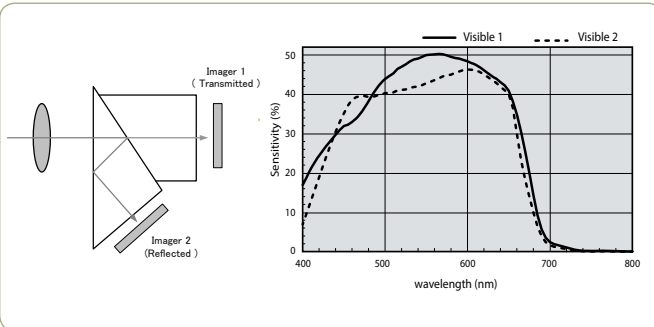 Imager 1
( Transmitted )
Imager 2
(Reflected )
Visible 1
Visible 2
Sensitivity (%)
50
40
30
20
10
0
400
500
600
700
800
wavelength (nm)